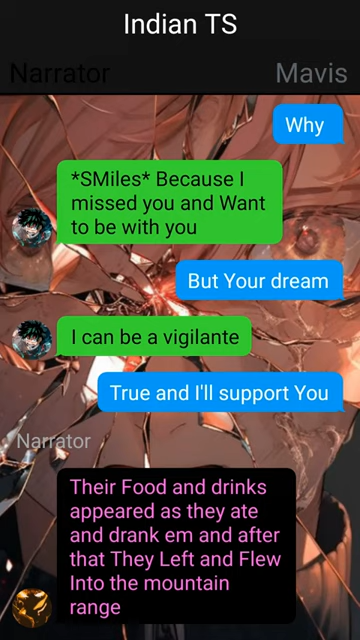 Indian TS
Narrator
Mavis
Why
*SMiles* Because I
missed you and Want
to be with you
But Your dream
I can be a vigilante
True and I'll support You
Narrator
Their Food and drinks
appeared as they ate
and drank em and after
that They Left and Flew
Into the mountain
range